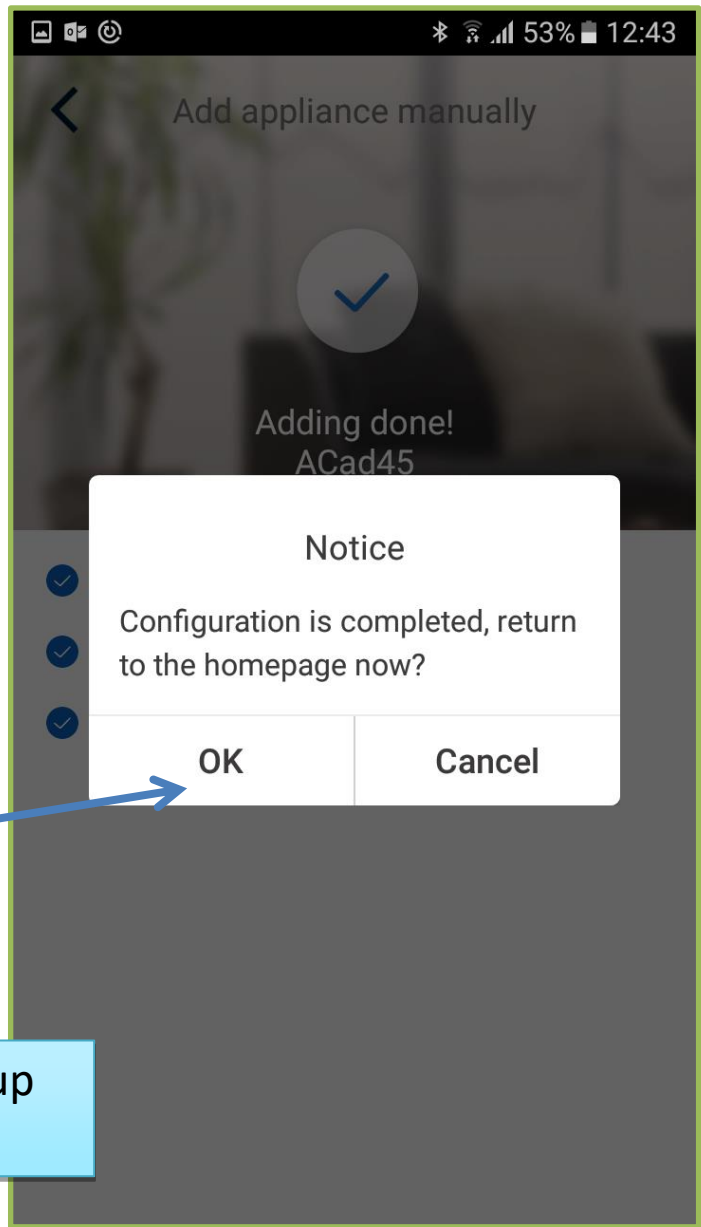 53% 12:43
Add appliance manually
Adding done!
ACad45
Notice
Configuration is completed, return
to the homepage now?
OK Cancel
up